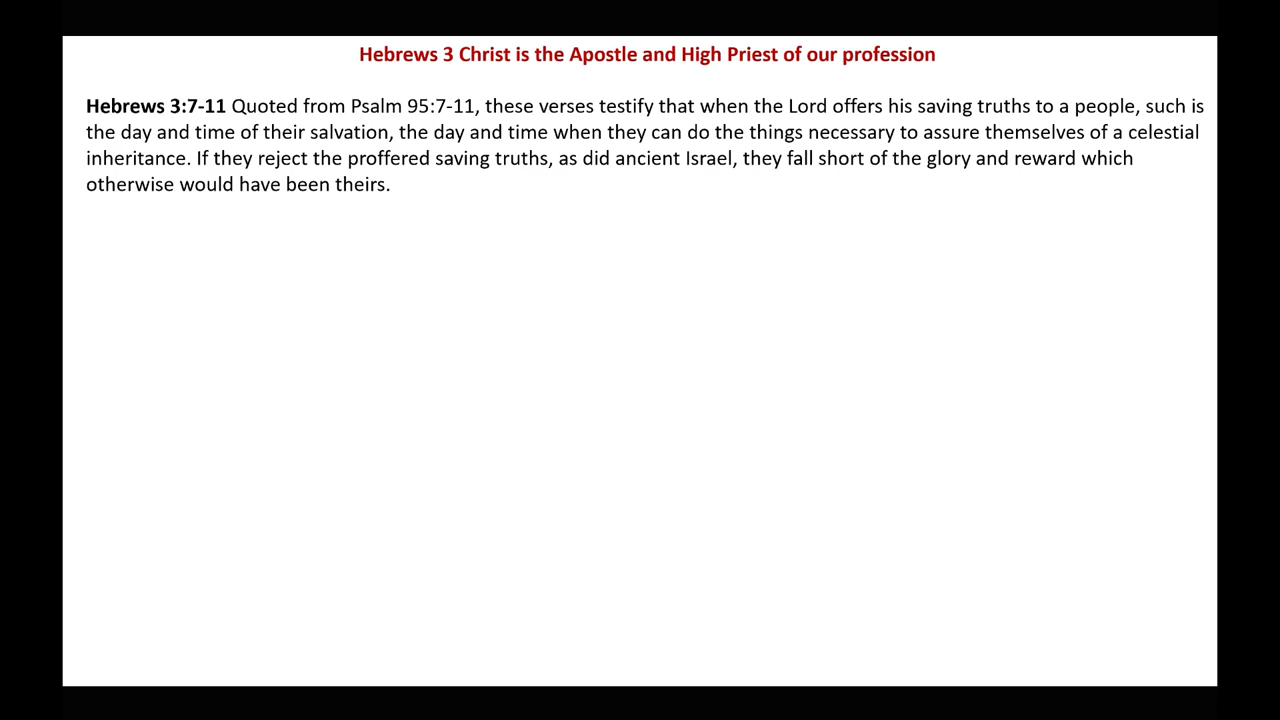 Hebrews 3 Christ is the Apostle and High Priest of our profession
Hebrews 3:7-11 Quoted from Psalm 95:7-11, these verses testify that when the Lord offers his saving truths to a people, such is
the day and time of their salvation, the day and time when they can do the things necessary to assure themselves of a celestial
inheritance. If they reject the proffered saving truths, as did ancient Israel, they fall short of the glory and reward which
otherwise would have been theirs.